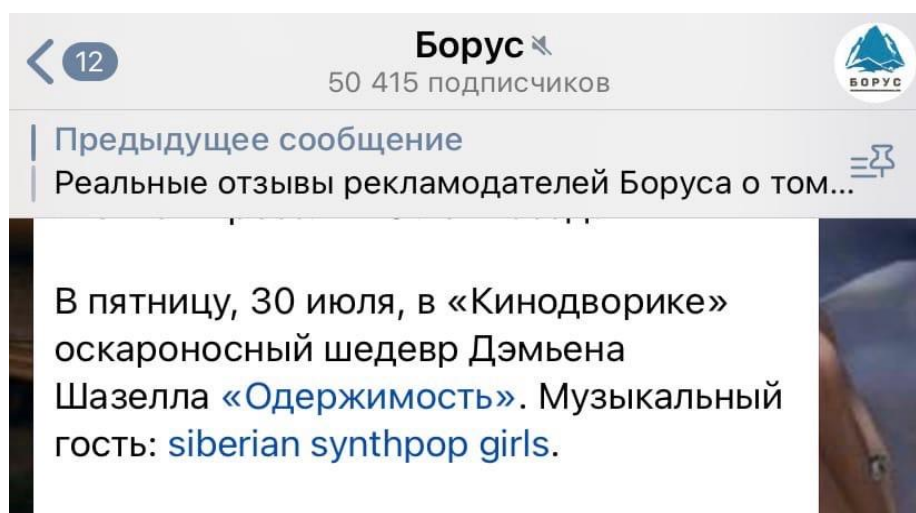 12
Борус
50 415 подписчиков
БОРУС
Предыдущее сообщение
Реальные отзывы рекламодателей Боруса о том...
В пятницу, 30 июля, в «Кинодворике»
оскароносный шедевр Дэмьена
Шазелла «Одержимость». Музыкальный
гость: siberian synthpop girls.